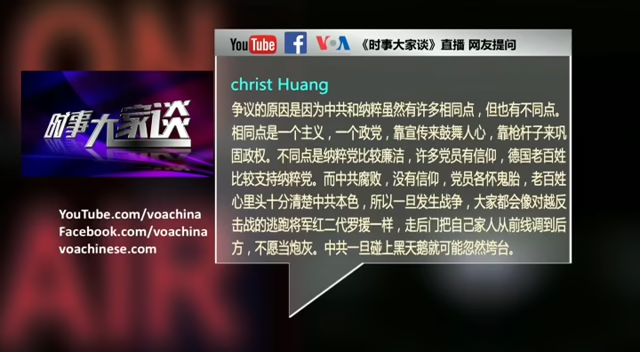 YouTube VOA 《时事大家谈》直播 网友提问
christ Huang
争议的原因是因为中共和纳粹虽然有许多相同点，但也有不同点。
相同点是一个主义，一个政党，靠宣传来鼓舞人心，靠枪杆子来巩
固政权。不同点是纳粹党比较廉洁，许多党员有信仰，德国老百姓
比较支持纳粹党。而中共腐败，没有信仰，党员各怀鬼胎，老百姓
心里头十分清楚中共本色，所以一旦发生战争，大家都会像对越反
击战的逃跑将军红二代罗援一样，走后门把自己家人从前线调到后
方，不愿当炮灰。中共一旦碰上黑天鹅就可能忽然垮台。
时事大家谈
YouTube.com/voachina
Facebook.com/voachina
voachinese.com
ON
AIR